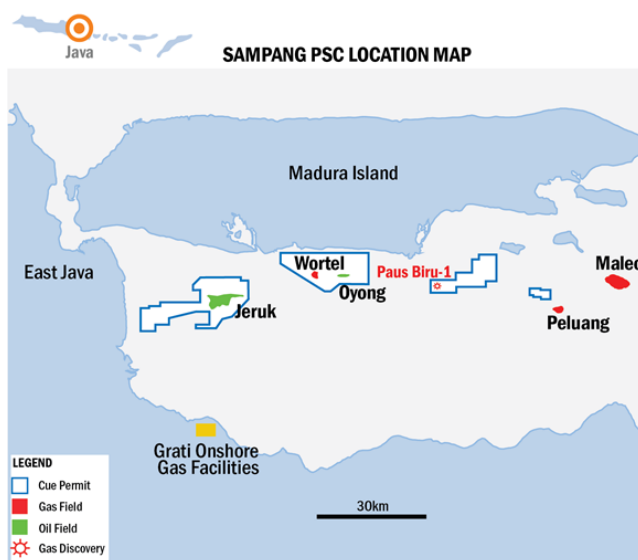 Java
SAMPANG PSC LOCATION MAP
Madura Island
East Java
Wortel
Oyong
Paus Biru-1
Maleo
Jeruk
Peluang
Grati Onshore
Gas Facilities
30km
LEGEND
Cue Permit
Gas Field
Oil Field
Gas Discovery